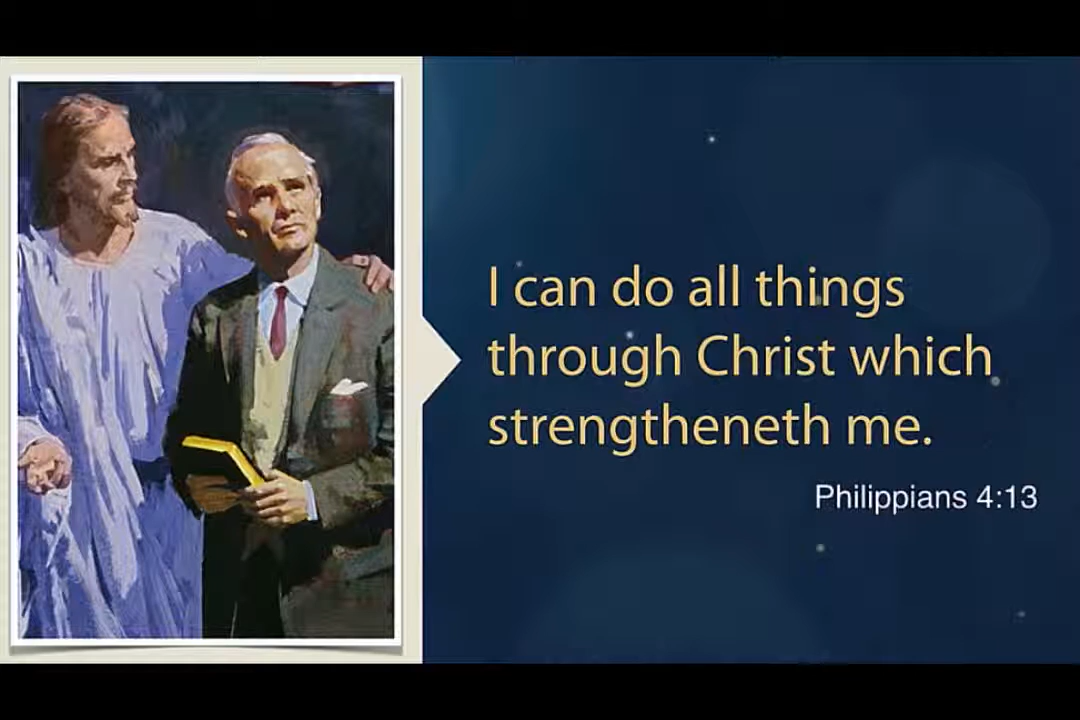 I can do all things
through Christ which
strengtheneth me.
Philippians 4:13